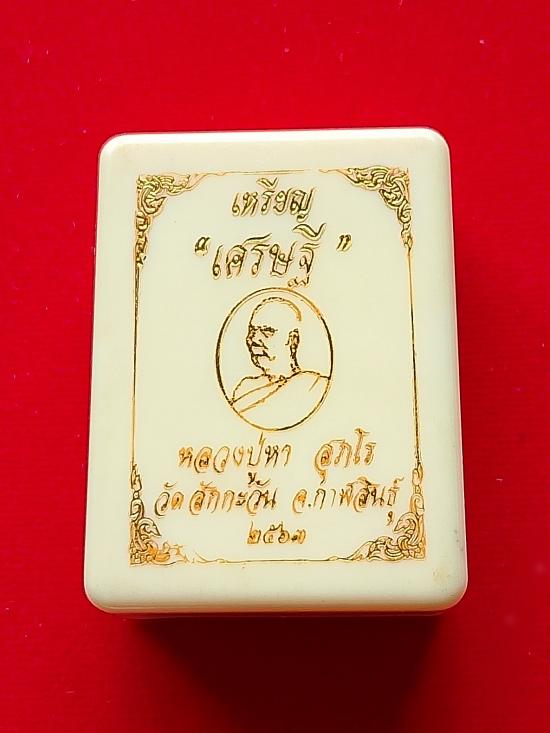 เหรียญ
"เศรษฐี"
หลวงปู่หา สุภโร
วัดสักกะวัน จ.กาฬสินธุ์
๒๕๖๓